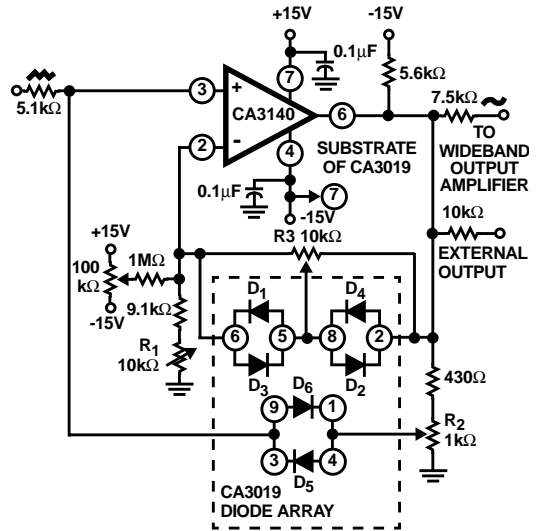 +15V
-15V
0.1μF
7
5.6kΩ
5.1kΩ
3
+
CA3140
6
7.5kΩ
2
-
4
SUBSTRATE
OF CA3019
TO
WIDEBAND
OUTPUT
AMPLIFIER
0.1μF
7
-15V
10kΩ
EXTERNAL
OUTPUT
+15V
R3 10kΩ
1MΩ
100
kΩ
-15V
9.1kΩ
D1
D4
6
5
8
2
R1
10kΩ
D3
D2
430Ω
D6
9
1
R2
1kΩ
3
4
D5
CA3019
DIODE ARRAY